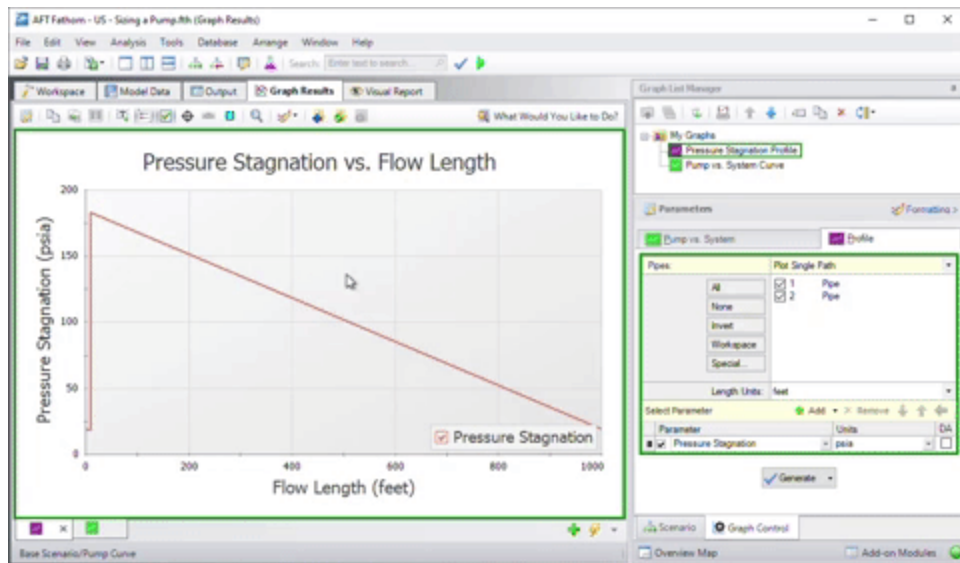 AFT Fathom - US - Sizing a Pump.fth (Graph Results)
File Edit View Analysis Tools Database Arrange Window Help
Search: Enter text to search...
Workspace Model Data Output Graph Results Visual Report
What Would You Like to Do?
Pressure Stagnation vs. Flow Length
Pressure Stagnation (psia)
200
150
100
50
0
0 200 400 600 800 1000
Pressure Stagnation
Flow Length (feet)
Base Scenario/Pump Curve
Graph List Manager
My Graphs
Pressure Stagnation Profile
Pump vs. System Curve
Parameters Formatting >
Pump vs. System Profile
Pipes: Plot Single Path
All
None
Invert
Workspace
Special...
1 Pipe
2 Pipe
Length Units: feet
Select Parameter Add Remove
Parameter Units DA
Pressure Stagnation psia
Generate
Scenario Graph Control
Overview Map Add-on Modules